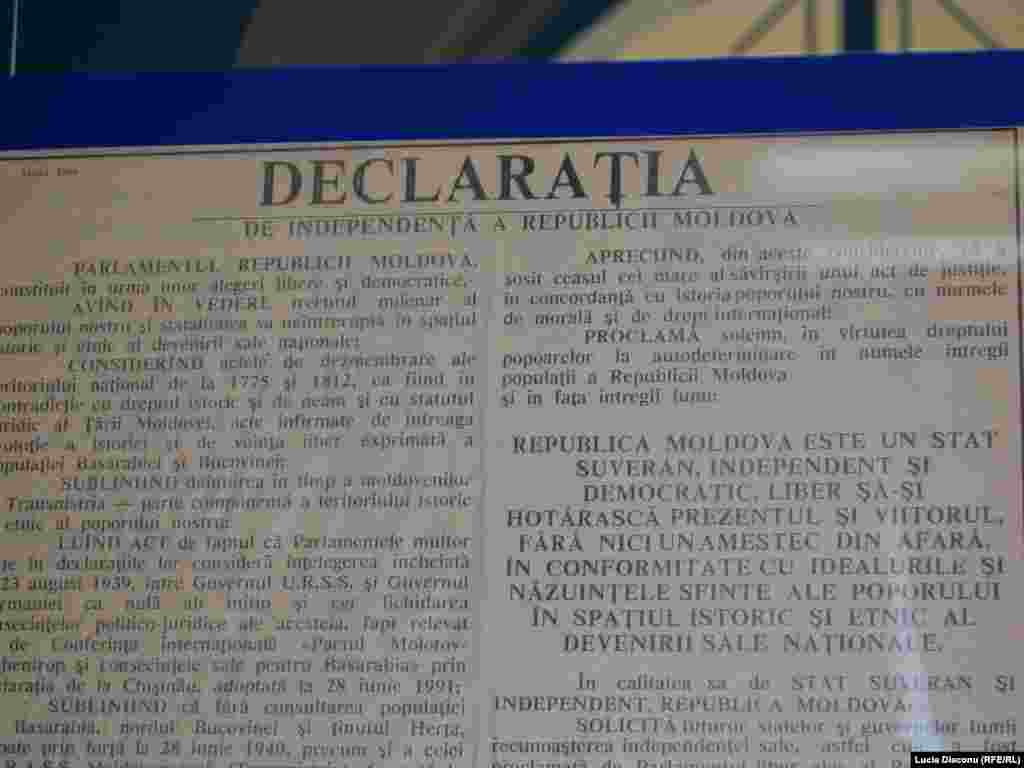 DECLARAȚIA
DE INDEPENDENȚĂ A REPUBLICII MOLDOVA
PARLAMENTUL REPUBLICII MOLDOVA,
constituit în urma unor alegeri libere și democratice,
AVÎND ÎN VEDERE trecutul milenar al
poporului nostru și statalitatea sa neîntreruptă în spațiul
istoric și etnic al devenirii sale naționale;
CONSIDERÎND actele de dezmembrare ale
teritoriului național de la 1775 și 1812, ca fiind în
contradicție cu dreptul istoric și de neam și cu statutul
juridic al Țării Moldovei, acte infirmate de întreaga
evoluție a istoriei și de voința liber exprimată a
populației Basarabiei și Bucovinei;
SUBLINIIND dăinuirea în timp a moldovenilor
Transnistria — parte componentă a teritoriului istoric
etnic al poporului nostru;
LUÎND ACT de faptul că Parlamentele multor
te în declarațiile lor consideră înțelegerea încheiată
23 august 1939, între Guvernul U.R.S.S. și Guvernul
rmaniei ca nulă ab initio și cer lichidarea
nsecințelor politico-juridice ale acesteia, fapt relevat
de Conferința internațională «Pactul Molotov-
bbentrop și consecințele sale pentru Basarabia» prin
clarația de la Chișinău, adoptată la 28 iunie 1991;
SUBLINIIND că fără consultarea populației
Basarabia, nordul Bucovinei și ținutul Herța,
pate prin forță la 28 iunie 1940, precum și a celei
APRECIIND, din aceste
sosit ceasul cel mare al săvîrșirii unui act de justiție,
în concordanță cu istoria poporului nostru, cu normele
de morală și de drept internațional;
PROCLAMĂ solemn, în virtutea dreptului
popoarelor la autodeterminare în numele întregii
populații a Republicii Moldova
și în fața întregii lumi:
REPUBLICA MOLDOVA ESTE UN STAT
SUVERAN, INDEPENDENT ȘI
DEMOCRATIC, LIBER SĂ-ȘI
HOTĂRASCĂ PREZENTUL ȘI VIITORUL,
FĂRĂ NICI UN AMESTEC DIN AFARĂ,
ÎN CONFORMITATE CU IDEALURILE ȘI
NĂZUINȚELE SFINTE ALE POPORULUI
ÎN SPAȚIUL ISTORIC ȘI ETNIC AL
DEVENIRII SALE NAȚIONALE.
În calitatea sa de STAT SUVERAN ȘI
INDEPENDENT, REPUBLICA MOLDOVA,
SOLICITĂ tuturor statelor și guvernelor lumii
recunoașterea independenței sale, astfel cum a fost
proclamată de Parlamentul liber ales al
Lucia Diaconu (RFE/RL)